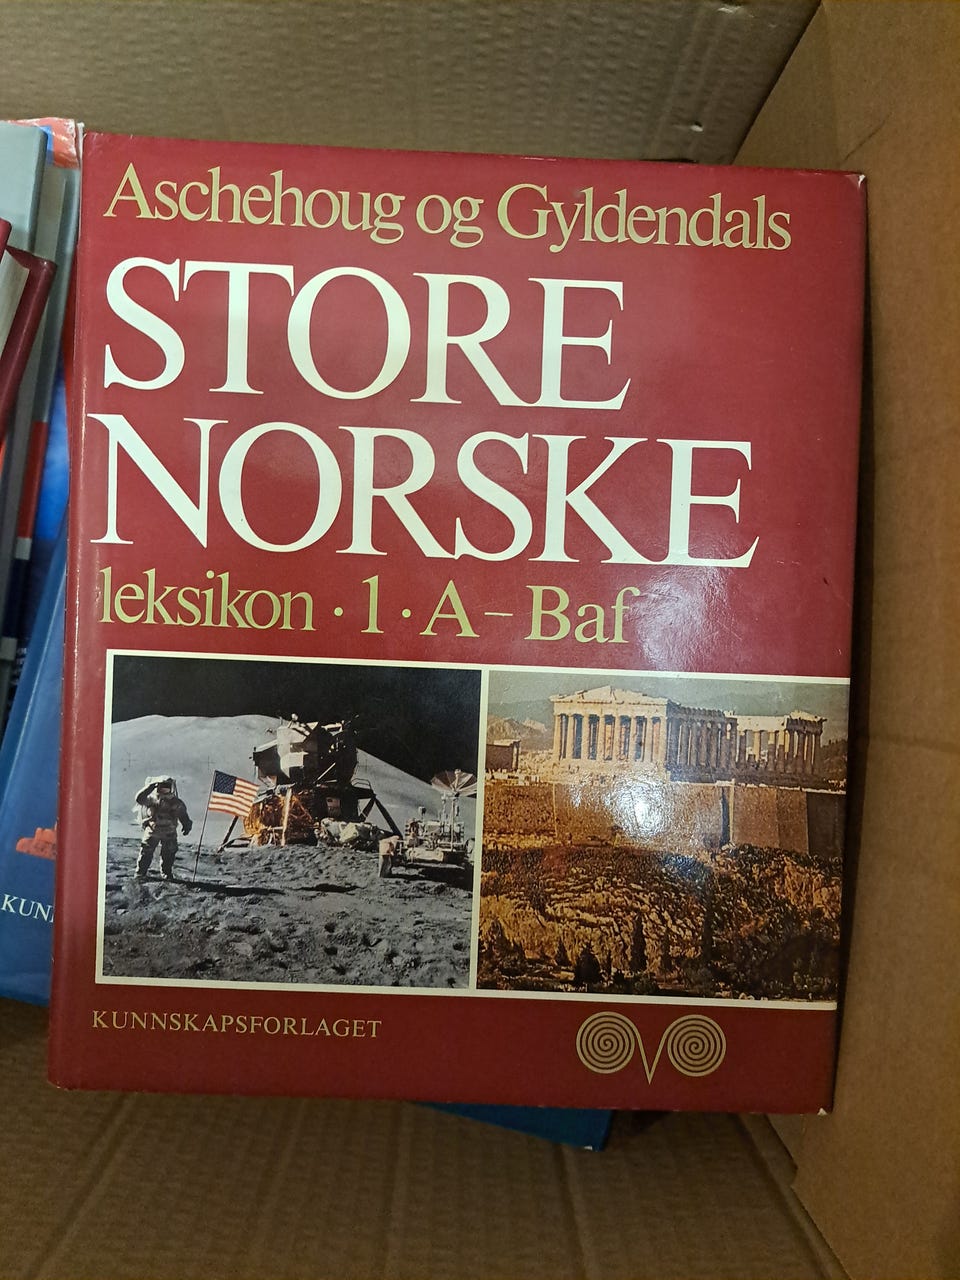 Aschehoug og Gyldendals
STORE
NORSKE
leksikon · 1 · A – Baf
KUNNSKAPSFORLAGET